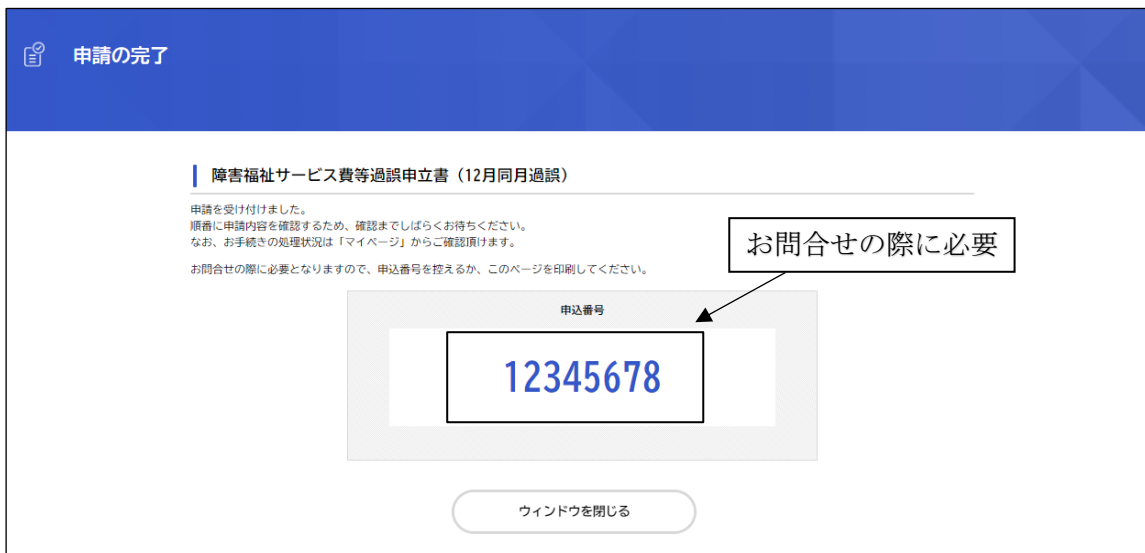 申請の完了
障害福祉サービス費等過誤申立書（12月同月過誤）
申請を受け付けました。
順番に申請内容を確認するため、確認までしばらくお待ちください。
なお、お手続きの処理状況は「マイページ」からご確認頂けます。
お問合せの際に必要
お問合せの際に必要となりますので、申込番号を控えるか、このページを印刷してください。
申込番号
12345678
ウィンドウを閉じる